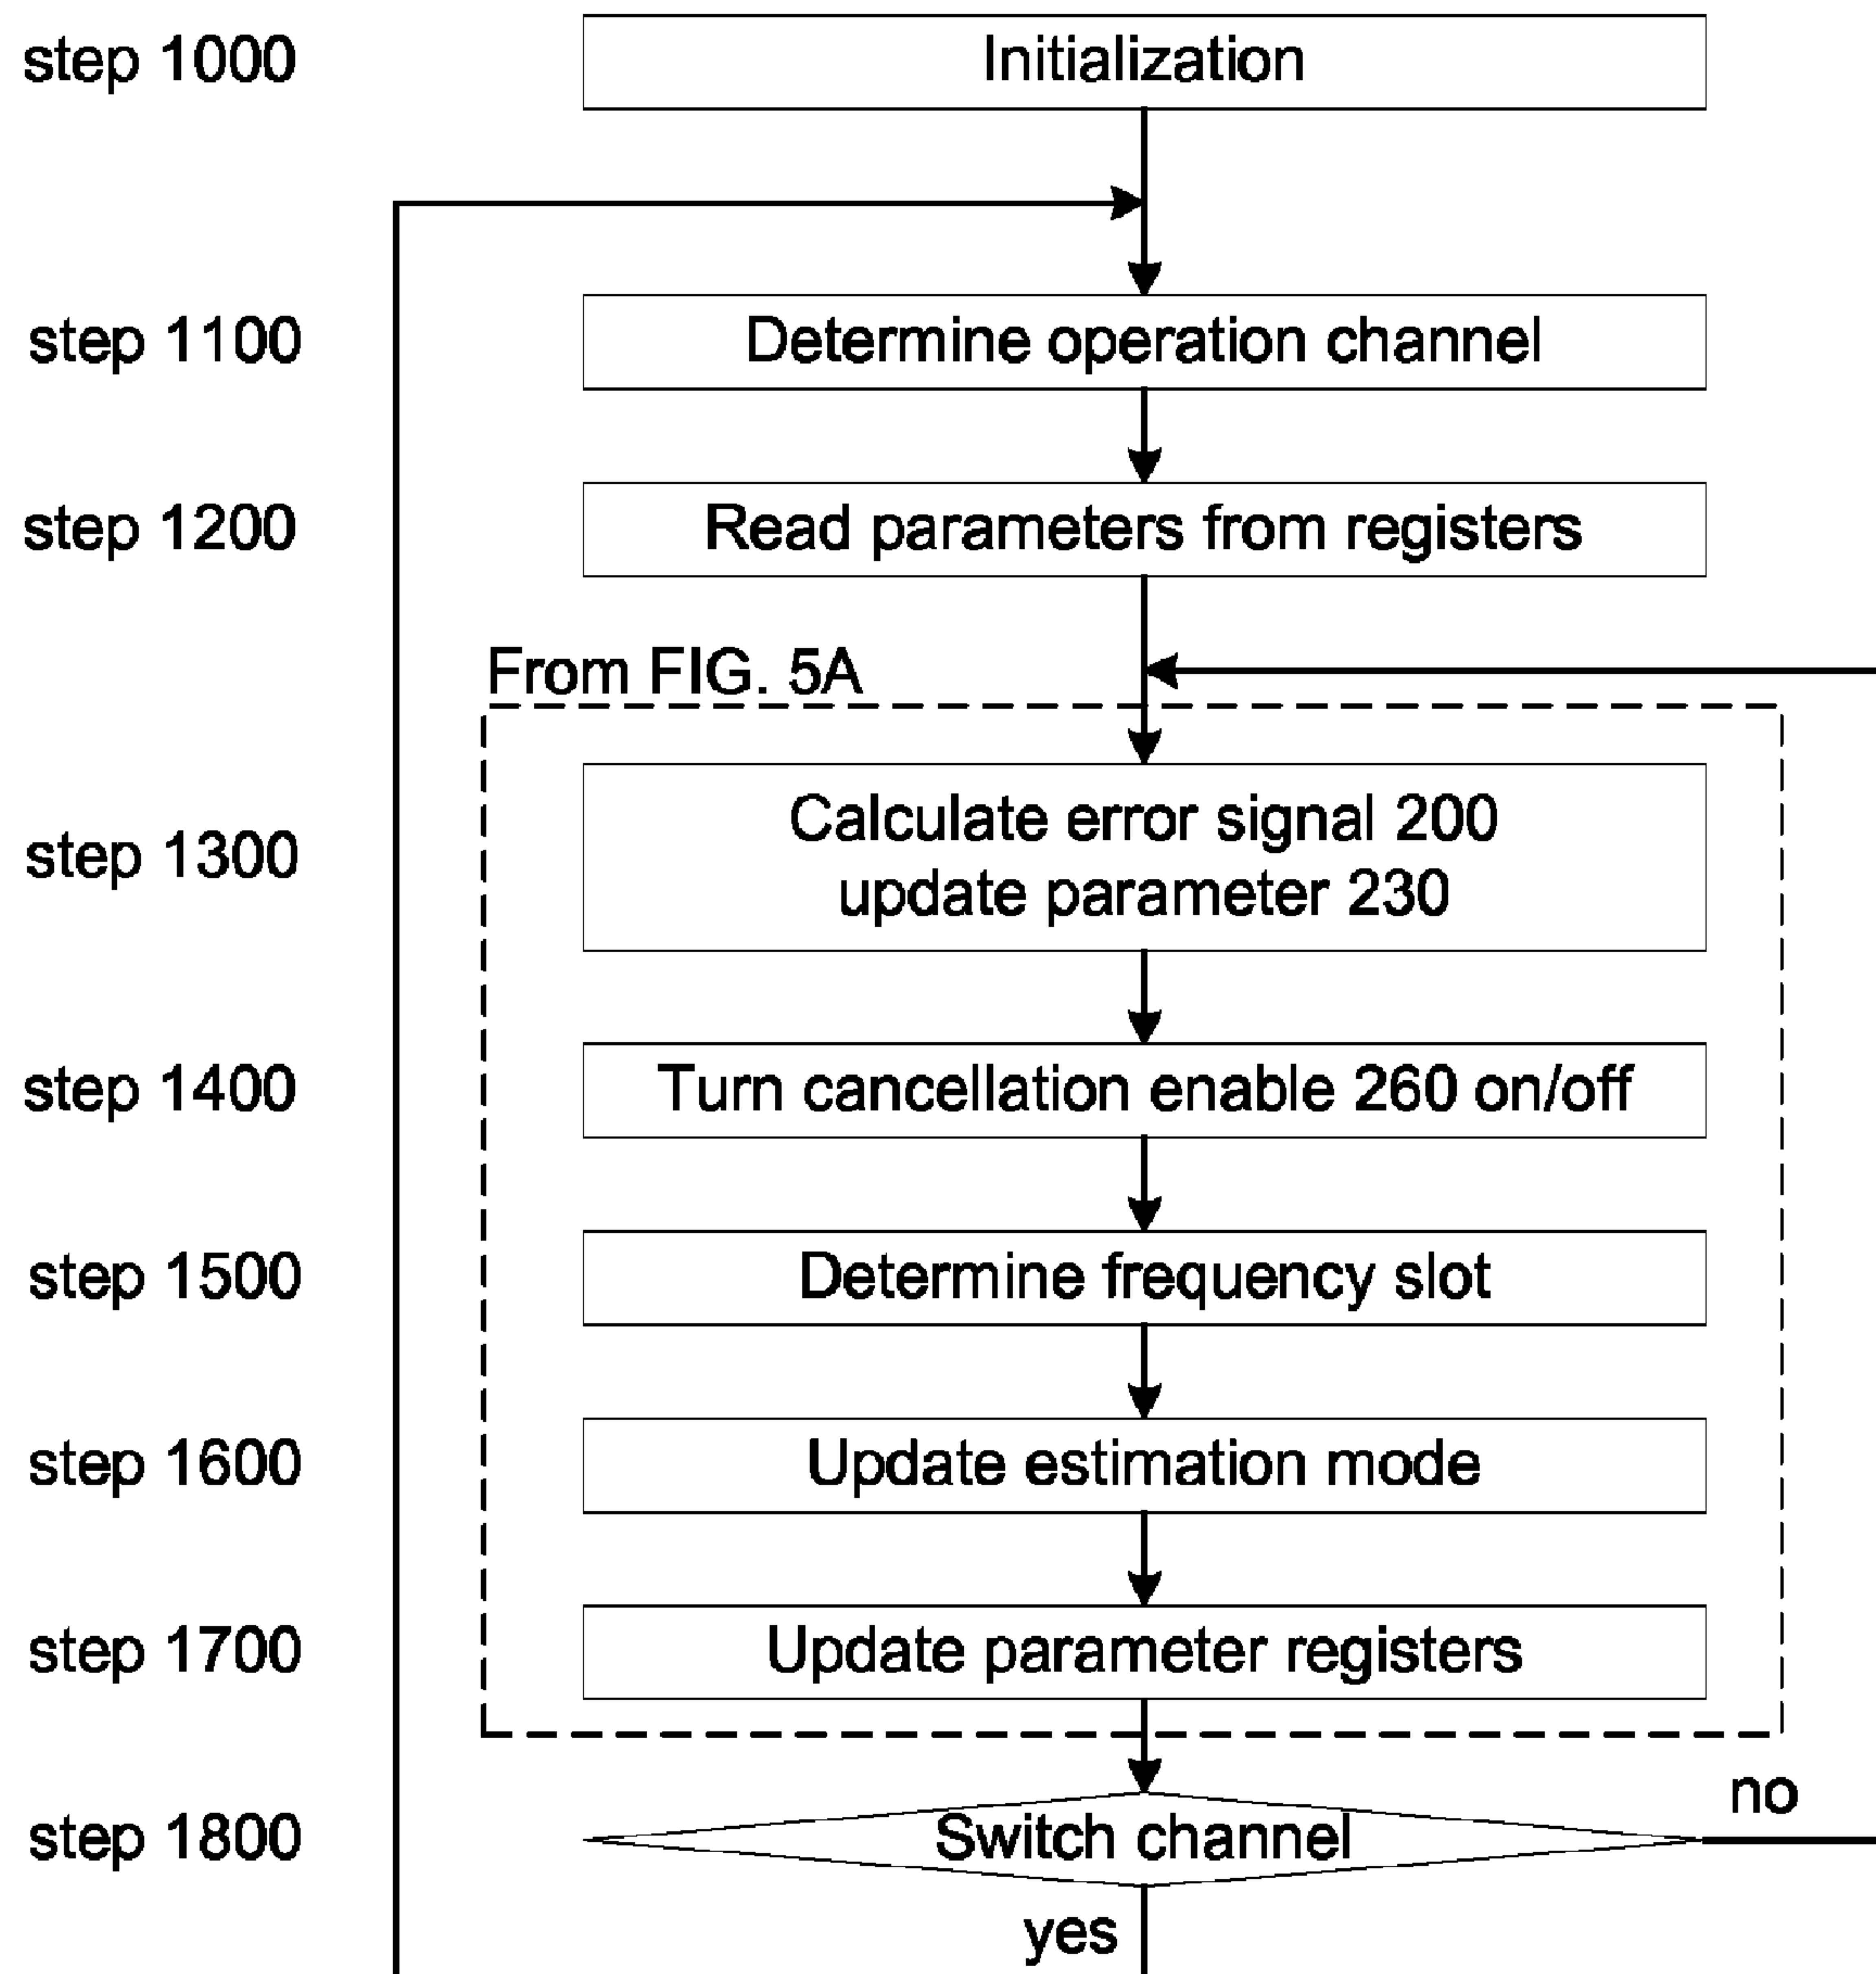 step 1000
Initialization
step 1100
Determine operation channel
step 1200
Read parameters from registers
From FIG. 5A
step 1300
Calculate error signal 200
update parameter 230
step 1400
Turn cancellation enable 260 on/off
step 1500
Determine frequency slot
step 1600
Update estimation mode
step 1700
Update parameter registers
step 1800
Switch channel
no
yes